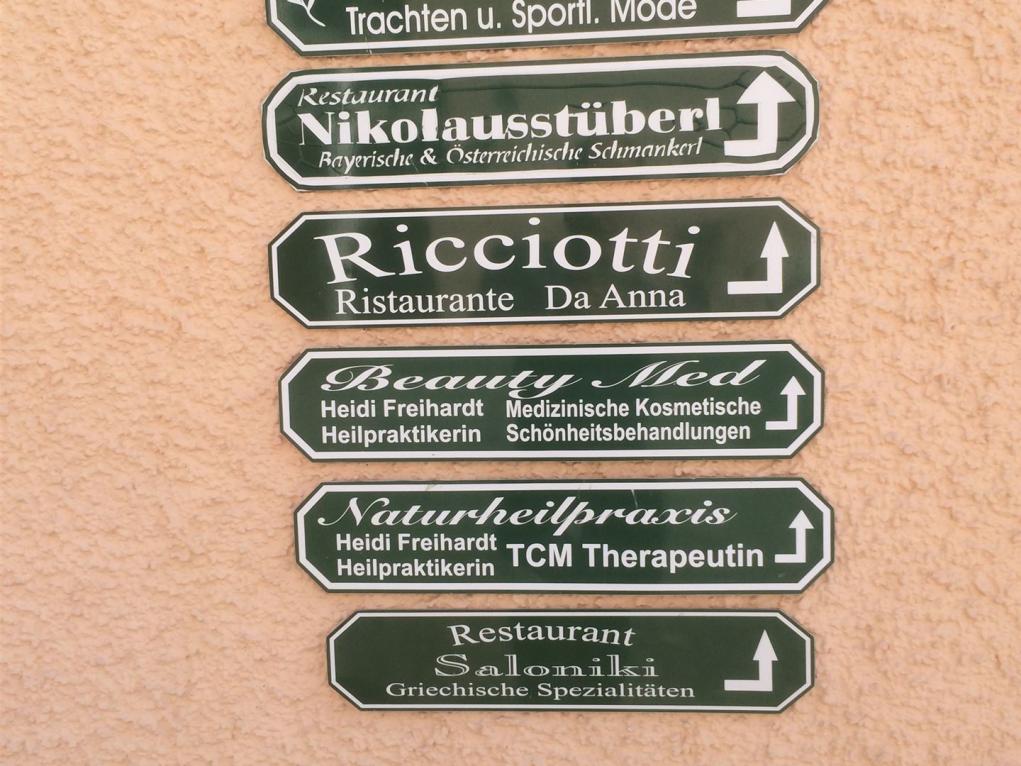 Trachten u. Sportl. Mode
Restaurant
Nikolausstüberl
Bayerische & Österreichische Schmankerl
Ricciotti
Ristaurante Da Anna
Beauty Med
Heidi Freihardt Medizinische Kosmetische
Heilpraktikerin Schönheitsbehandlungen
Naturheilpraxis
Heidi Freihardt
Heilpraktikerin
TCM Therapeutin
Restaurant
Saloniki
Griechische Spezialitäten